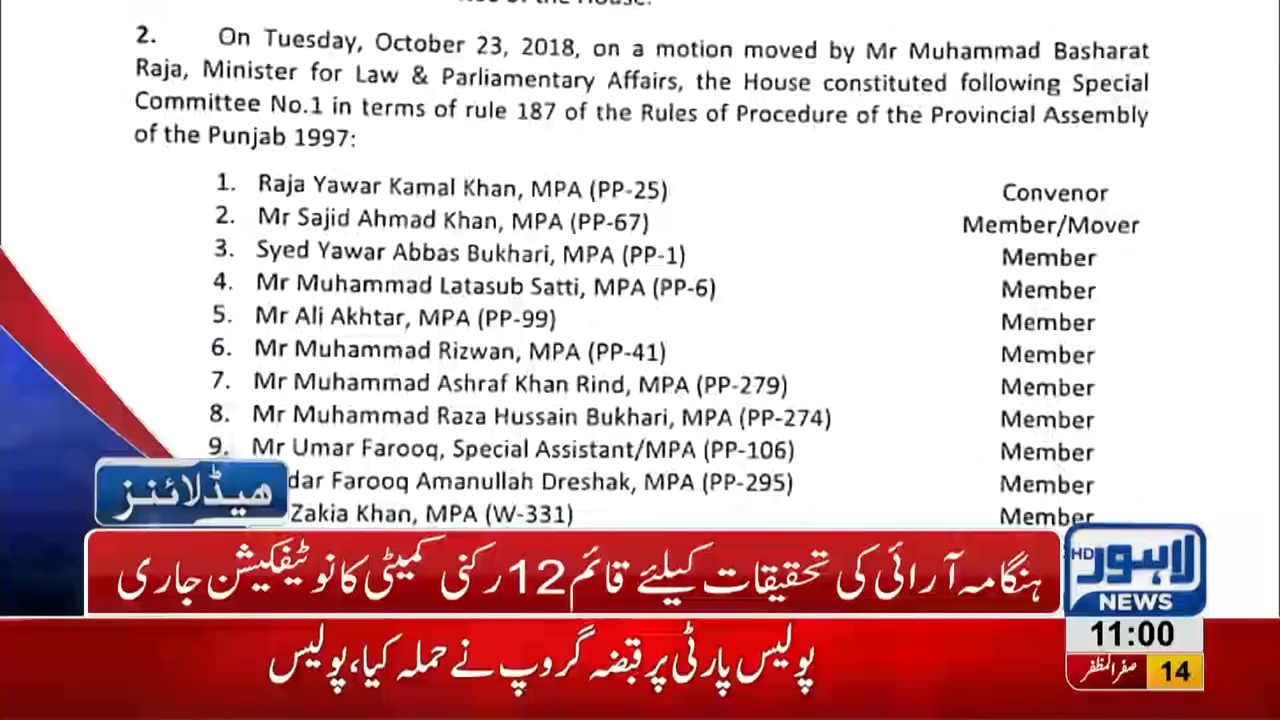 2. On Tuesday, October 23, 2018, on a motion moved by Mr Muhammad Basharat
Raja, Minister for Law & Parliamentary Affairs, the House constituted following Special
Committee No.1 in terms of rule 187 of the Rules of Procedure of the Provincial Assembly
of the Punjab 1997:
1. Raja Yawar Kamal Khan, MPA (PP-25) Convenor
2. Mr Sajid Ahmad Khan, MPA (PP-67) Member/Mover
3. Syed Yawar Abbas Bukhari, MPA (PP-1) Member
4. Mr Muhammad Latasub Satti, MPA (PP-6) Member
5. Mr Ali Akhtar, MPA (PP-99) Member
6. Mr Muhammad Rizwan, MPA (PP-41) Member
7. Mr Muhammad Ashraf Khan Rind, MPA (PP-279) Member
8. Mr Muhammad Raza Hussain Bukhari, MPA (PP-274) Member
9. Mr Umar Farooq, Special Assistant/MPA (PP-106) Member
dar Farooq Amanullah Dreshak, MPA (PP-295) Member
Zakia Khan, MPA (W-331) Member
ہیڈلائنز
ہنگامہ آرائی کی تحقیقات کیلئے قائم 12 رکنی کمیٹی کا نوٹیفکیشن جاری
لاہور HD
NEWS
11:00
پولیس پارٹی پر قبضہ گروپ نے حملہ کیا، پولیس
14 صفر المظفر